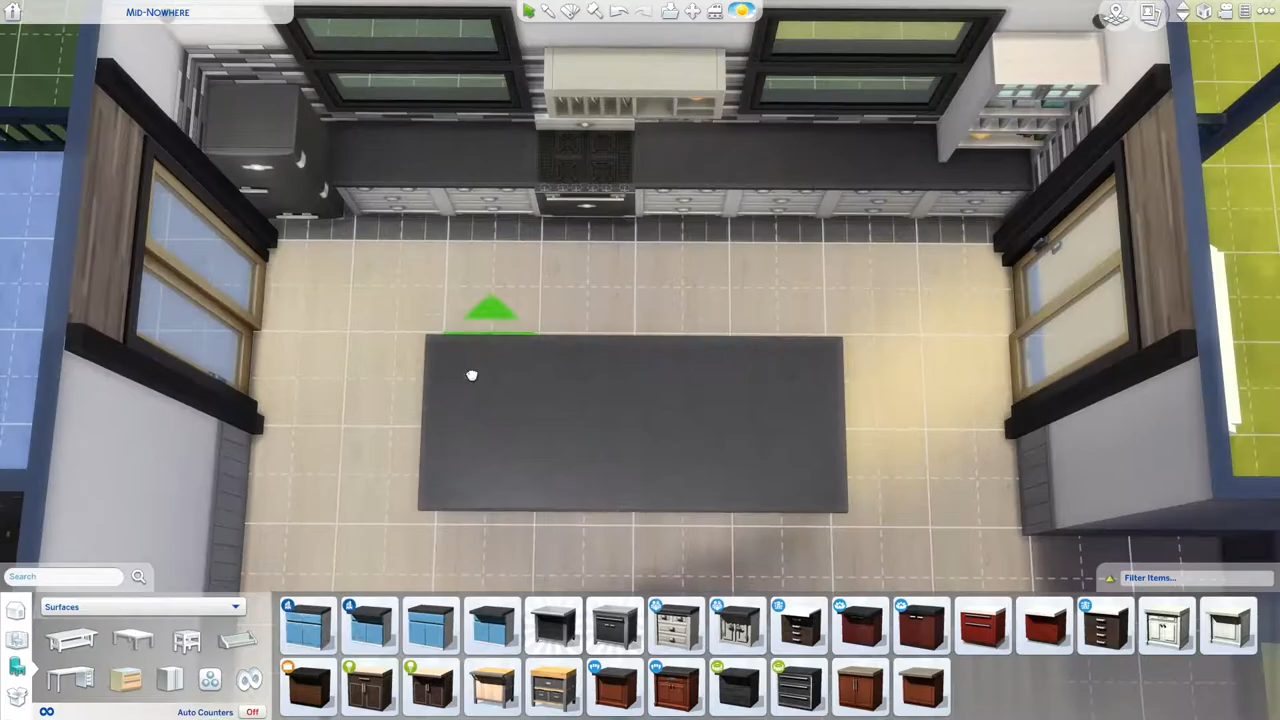 Mid-Nowhere
Search
Filter Items...
Surfaces
Auto Counters Off